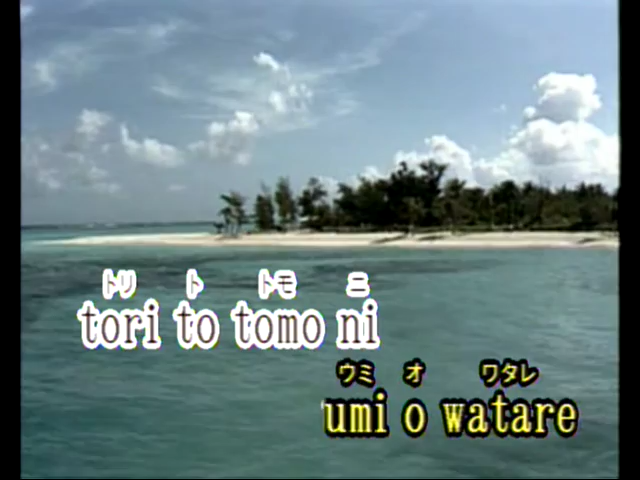 トリ ト トモ ニ
tori to tomo ni
ウミ オ ワタレ
umi o watare